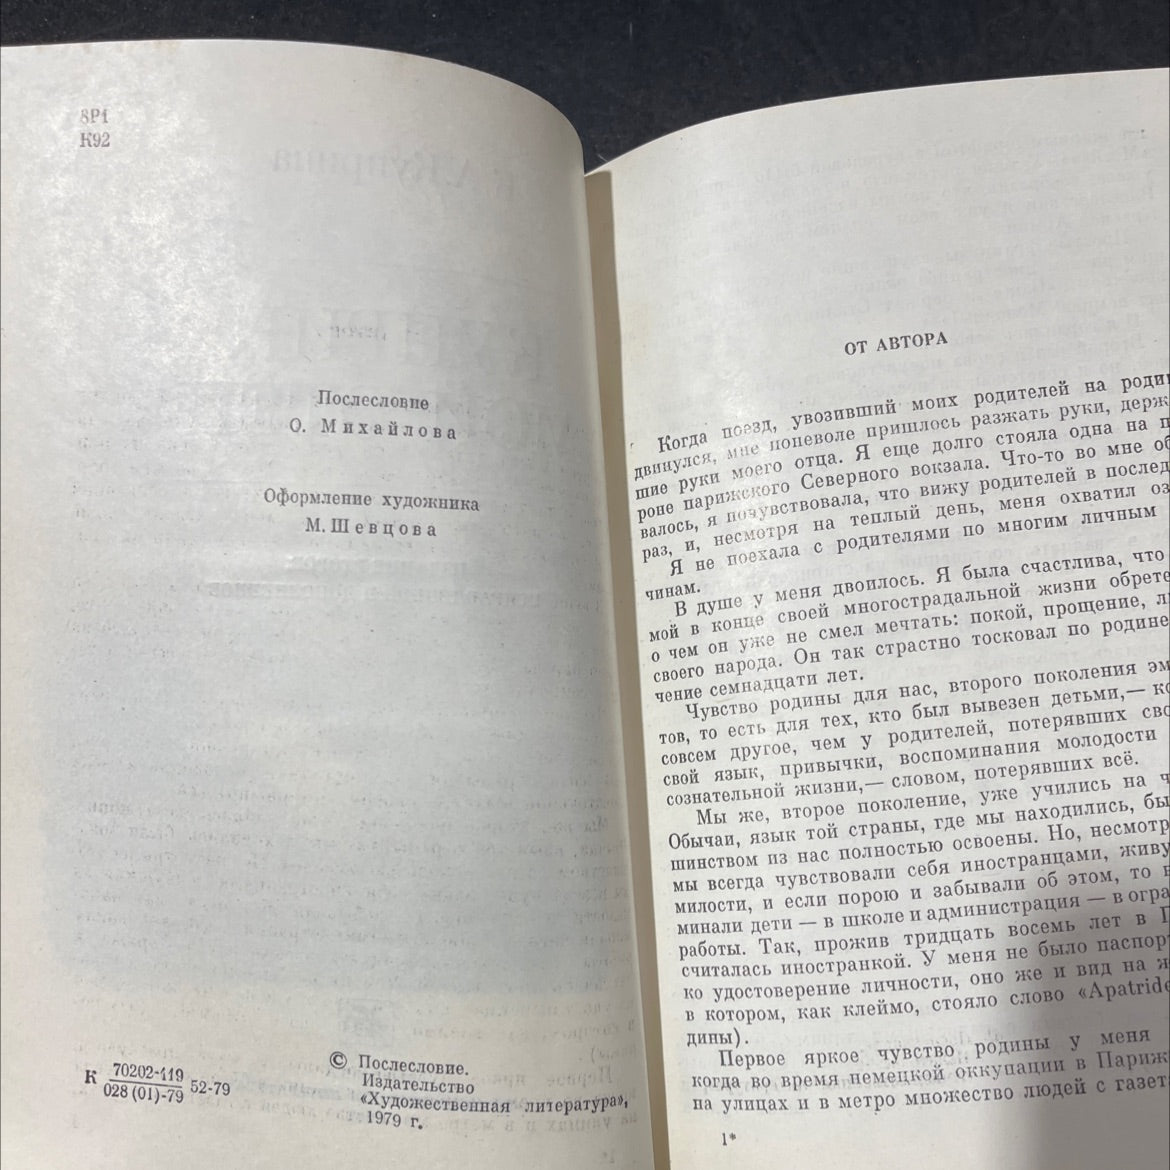 8Р1
К92
Послесловие
О. Михайлова
Оформление художника
М. Шевцова
К 70202-119
028 (01)-79 52-79
© Послесловие.
Издательство
«Художественная литература»,
1979 г.
ОТ АВТОРА
Когда поезд, увозивший моих родителей на роди
двинулся, мне поневоле пришлось разжать руки, держ
шие руки моего отца. Я еще долго стояла одна на п
роне парижского Северного вокзала. Что-то во мне об
валось, я почувствовала, что вижу родителей в послед
раз, и, несмотря на теплый день, меня охватил оз
Я не поехала с родителями по многим личным
чинам.
В душе у меня двоилось. Я была счастлива, что
мой в конце своей многострадальной жизни обрете
о чем он уже не смел мечтать: покой, прощение, л
своего народа. Он так страстно тосковал по родине
чение семнадцати лет.
Чувство родины для нас, второго поколения эм
тов, то есть для тех, кто был вывезен детьми,— ко
совсем другое, чем у родителей, потерявших сво
свой язык, привычки, воспоминания молодости
сознательной жизни,— словом, потерявших всё.
Мы же, второе поколение, уже учились на ч
Обычаи, язык той страны, где мы находились, бы
шинством из нас полностью освоены. Но, несмотр
мы всегда чувствовали себя иностранцами, живу
милости, и если порою и забывали об этом, то н
минали дети — в школе и администрация — в огра
работы. Так, прожив тридцать восемь лет в П
считалась иностранкой. У меня не было паспор
ко удостоверение личности, оно же и вид на ж
в котором, как клеймо, стояло слово «Apatride
дины).
Первое яркое чувство родины у меня
когда во время немецкой оккупации в Париж
на улицах и в метро множество людей с газет
1*